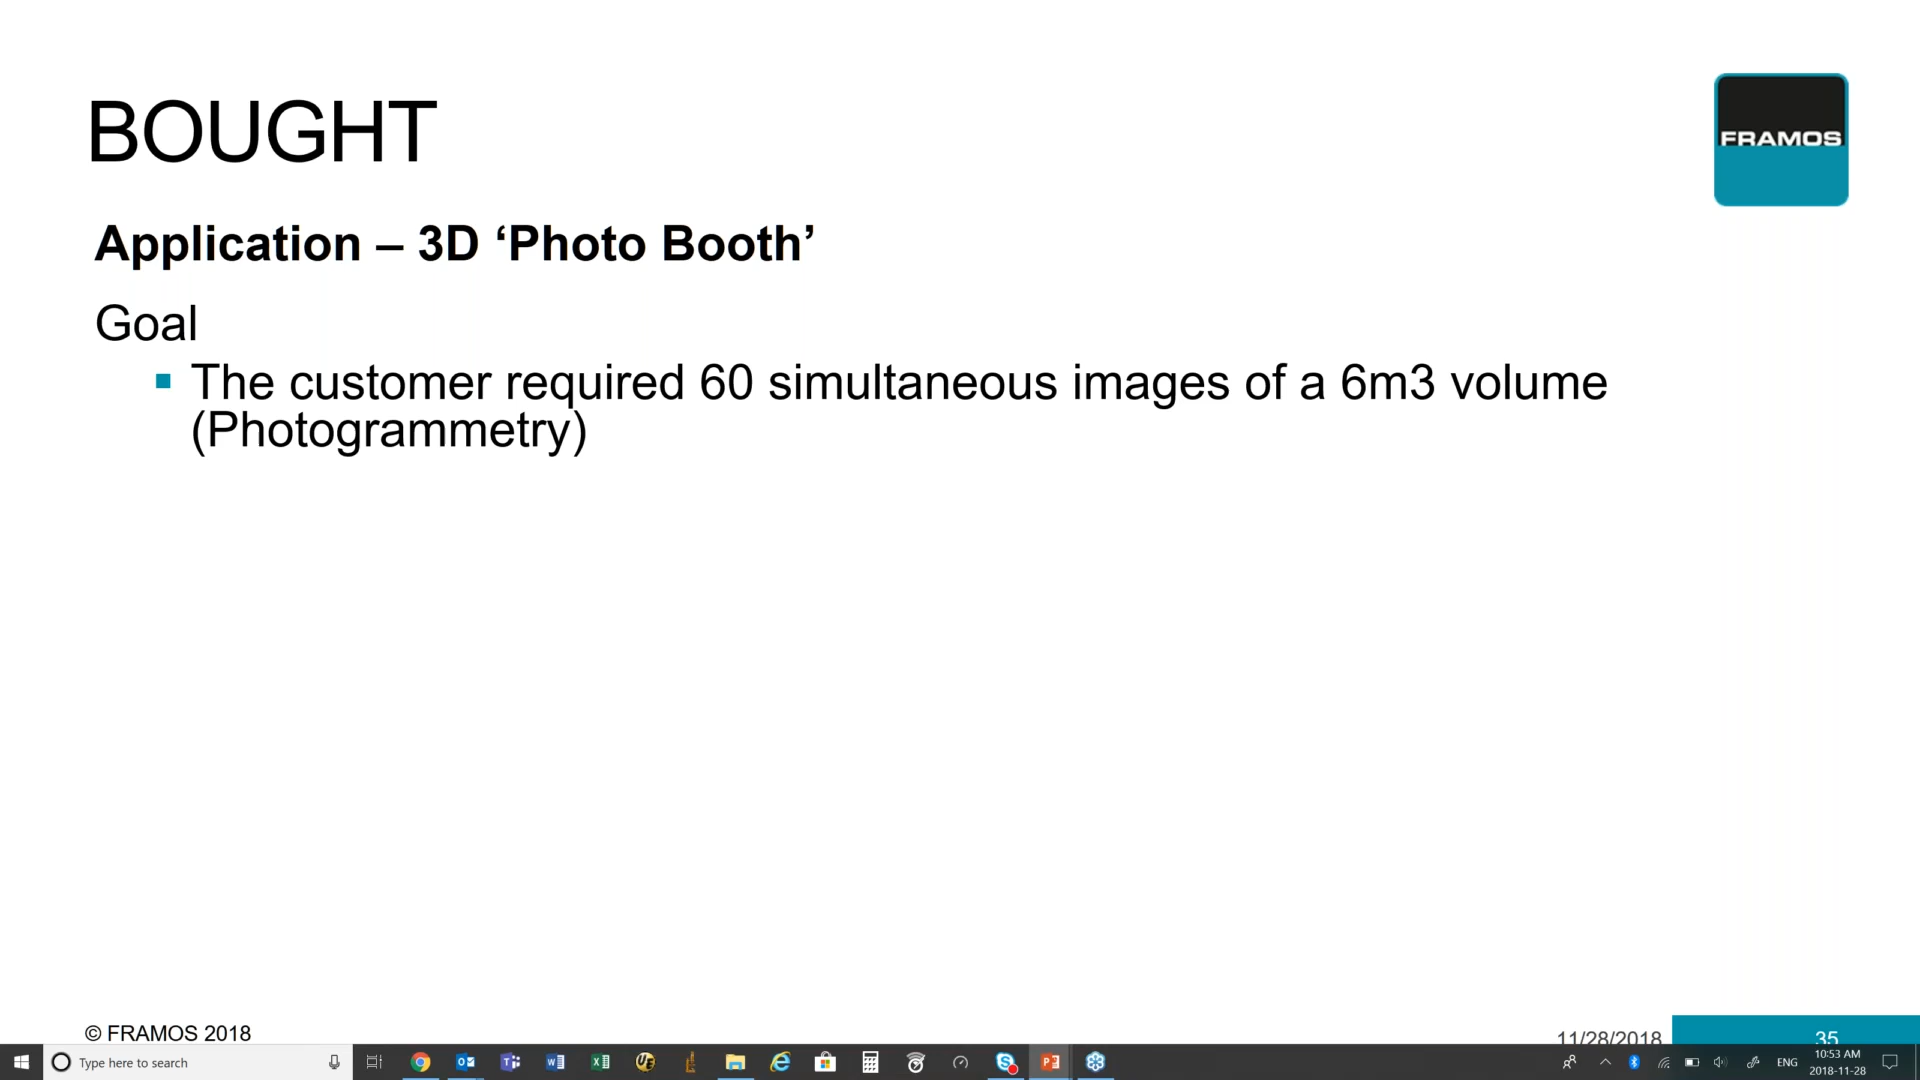 BOUGHT
FRAMOS
Application – 3D ‘Photo Booth’
Goal
The customer required 60 simultaneous images of a 6m3 volume
(Photogrammetry)
© FRAMOS 2018
11/28/2018
35
Type here to search
ENG
10:53 AM
2018-11-28